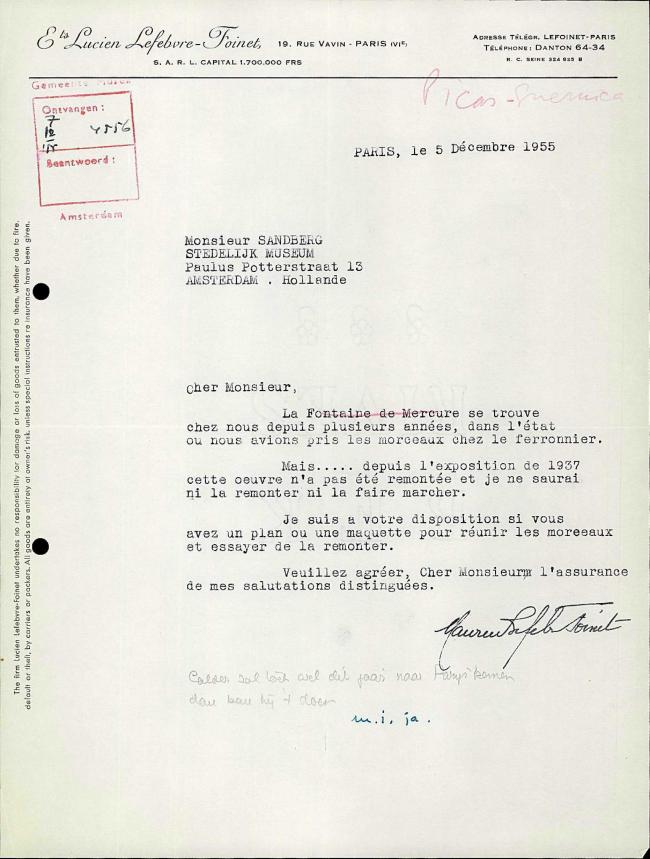 Ets Lucien Lefebvre-Foinet, 19. RUE VAVIN - PARIS (VIE)
S. A. R. L. CAPITAL 1.700.000 FRS
ADRESSE TÉLÉGR. LEFOINET-PARIS
TÉLÉPHONE: DANTON 64-34
R. C. SEINE 324 825 B
Picas-Guernica
Gemeente Musea
Ontvangen:
7
12
4556
Beantwoord:
Amsterdam
PARIS, le 5 Décembre 1955
Monsieur SANDBERG
STEDELIJK MUSEUM
Paulus Potterstraat 13
AMSTERDAM . Hollande
The firm Lucien Lefebvre-Foinet undertakes no responsibility for damage or loss of goods entrusted to them, whether due to fire,
default or theft, by carriers or packers. All goods are entirely at owner's risk, unless special instructions re insurance have been given.
Cher Monsieur,
La Fontaine de Mercure se trouve
chez nous depuis plusieurs années, dans l'état
ou nous avions pris les morceaux chez le ferronnier.
Mais..... depuis l'exposition de 1937
cette oeuvre n'a pas été remontée et je ne saurai
ni la remonter ni la faire marcher.
Je suis a votre disposition si vous
avez un plan ou une maquette pour réunir les morceaux
et essayer de la remonter.
Veuillez agréer, Cher Monsieurm l'assurance
de mes salutations distinguées.
Maurice Lefebvre Foinet
Calder zal toch wel dit jaar naar Parijs komen
dan kan hij 't doen
m.i. ja.